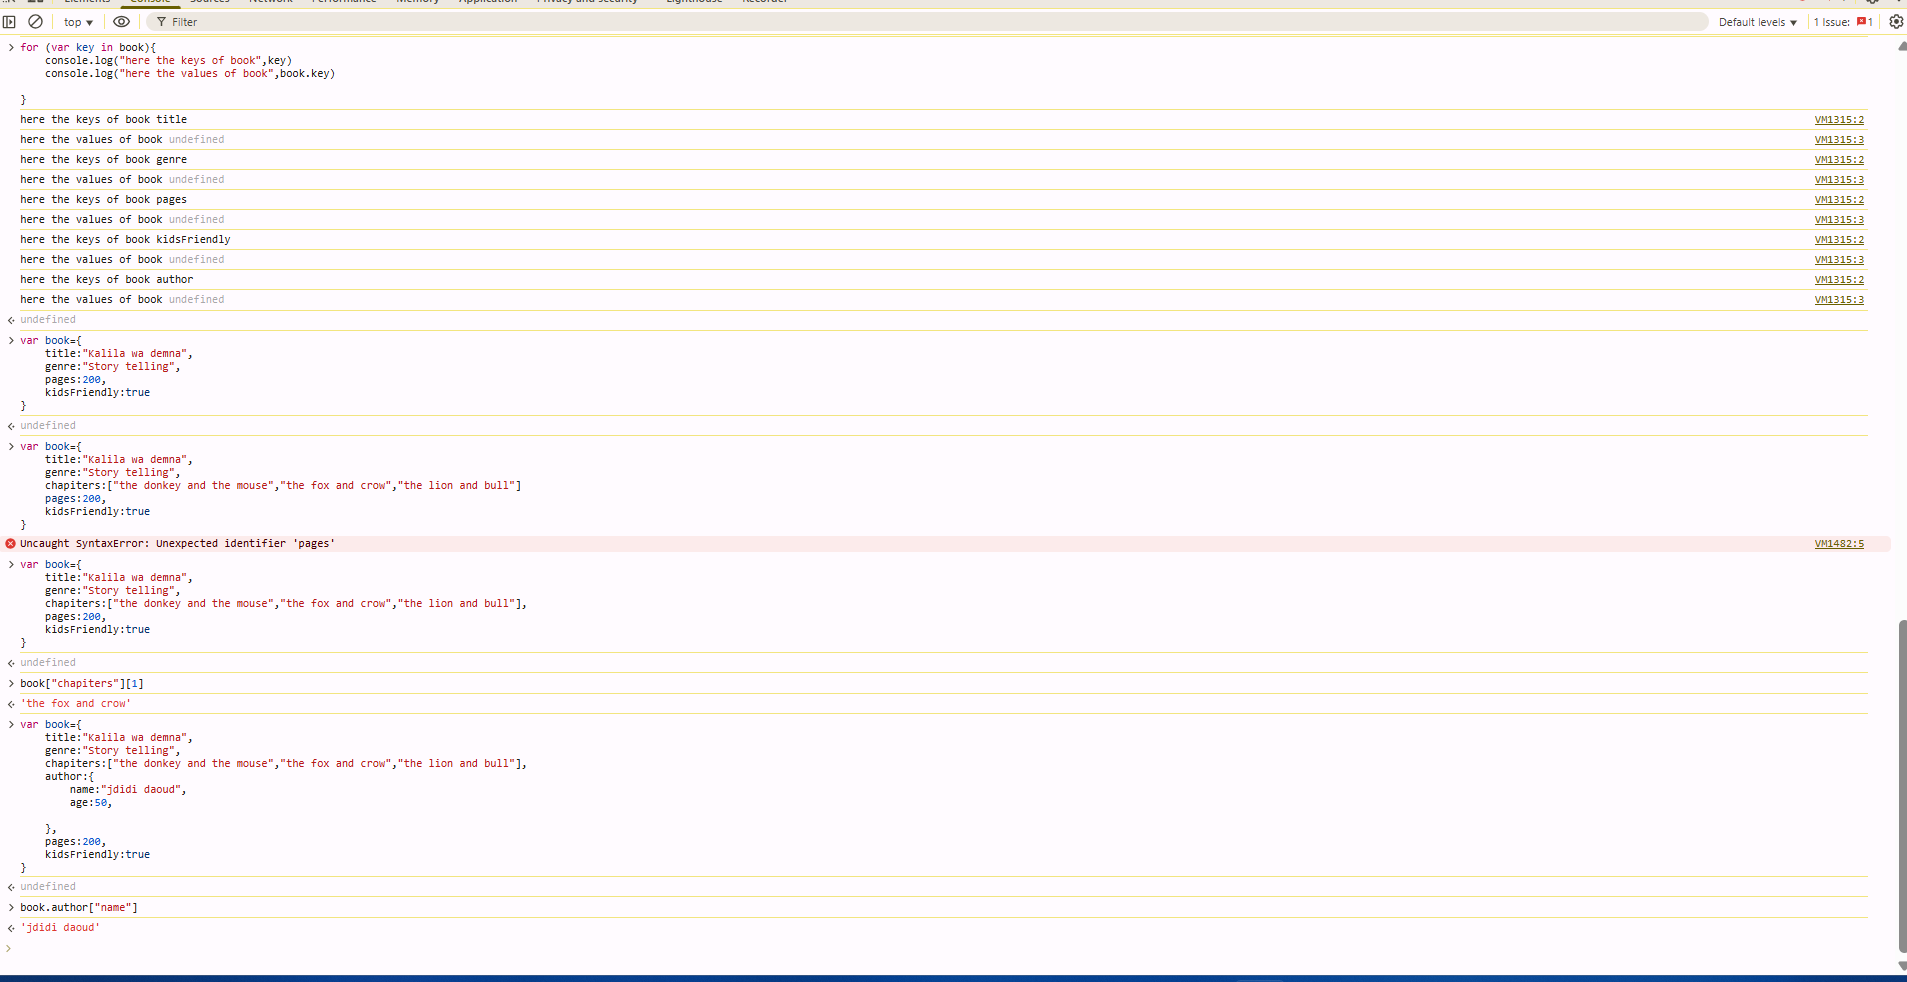 Elements Console Sources Network Performance Memory Application Privacy and security Lighthouse Recorder
top Filter Default levels 1 Issue: 1
for (var key in book){
console.log("here the keys of book",key)
console.log("here the values of book",book.key)
}
here the keys of book title VM1315:2
here the values of book undefined VM1315:3
here the keys of book genre VM1315:2
here the values of book undefined VM1315:3
here the keys of book pages VM1315:2
here the values of book undefined VM1315:3
here the keys of book kidsFriendly VM1315:2
here the values of book undefined VM1315:3
here the keys of book author VM1315:2
here the values of book undefined VM1315:3
undefined
var book={
title:"Kalila wa demna",
genre:"Story telling",
pages:200,
kidsFriendly:true
}
undefined
var book={
title:"Kalila wa demna",
genre:"Story telling",
chapiters:["the donkey and the mouse","the fox and crow","the lion and bull"]
pages:200,
kidsFriendly:true
}
Uncaught SyntaxError: Unexpected identifier 'pages' VM1482:5
var book={
title:"Kalila wa demna",
genre:"Story telling",
chapiters:["the donkey and the mouse","the fox and crow","the lion and bull"],
pages:200,
kidsFriendly:true
}
undefined
book["chapiters"][1]
'the fox and crow'
var book={
title:"Kalila wa demna",
genre:"Story telling",
chapiters:["the donkey and the mouse","the fox and crow","the lion and bull"],
author:{
name:"jdidi daoud",
age:50,
},
pages:200,
kidsFriendly:true
}
undefined
book.author["name"]
'jdidi daoud'